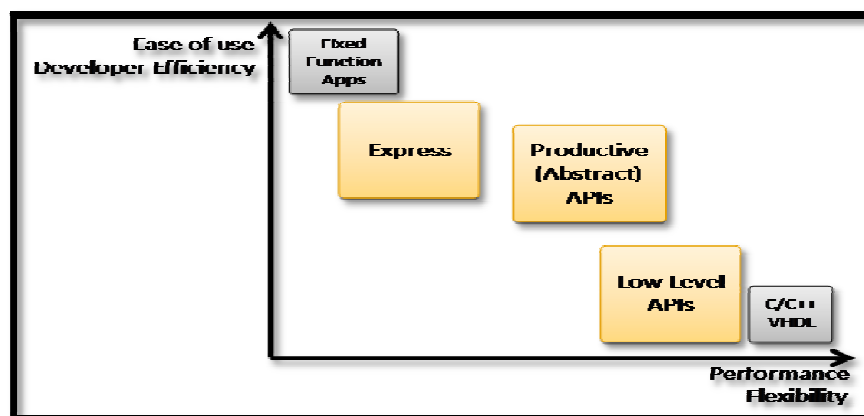 Ease of use
Developer Efficiency
Fixed
Function
Apps
Express
Productive
(Abstract)
APIs
Low Level
APIs
C/C++
VHDL
Performance
Flexibility